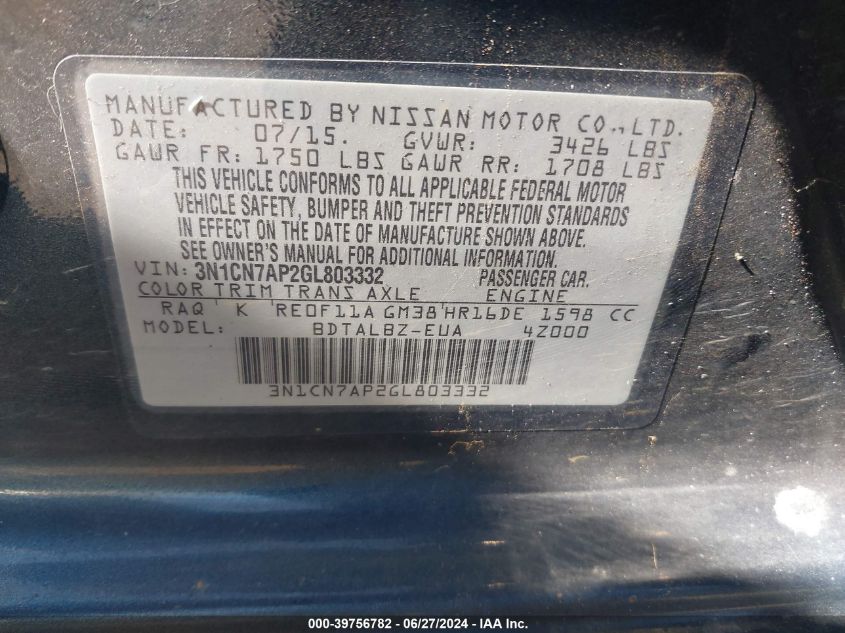 MANUFACTURED BY NISSAN MOTOR CO., LTD.
DATE: 07/15. GVWR: 3426 LBS
GAWR FR: 1750 LBS GAWR RR: 1708 LBS
THIS VEHICLE CONFORMS TO ALL APPLICABLE FEDERAL MOTOR
VEHICLE SAFETY, BUMPER AND THEFT PREVENTION STANDARDS
IN EFFECT ON THE DATE OF MANUFACTURE SHOWN ABOVE.
SEE OWNER'S MANUAL FOR ADDITIONAL INFORMATION.
VIN: 3N1CN7AP2GL803332 PASSENGER CAR.
COLOR TRIM TRANS AXLE ENGINE
RAQ ' K ' RE0F11A GM38 ' HR16DE 1598 CC
MODEL: BDTALBZ-EUA 4Z000
3N1CN7AP2GL803332
000-39756782 - 06/27/2024 - IAA Inc.